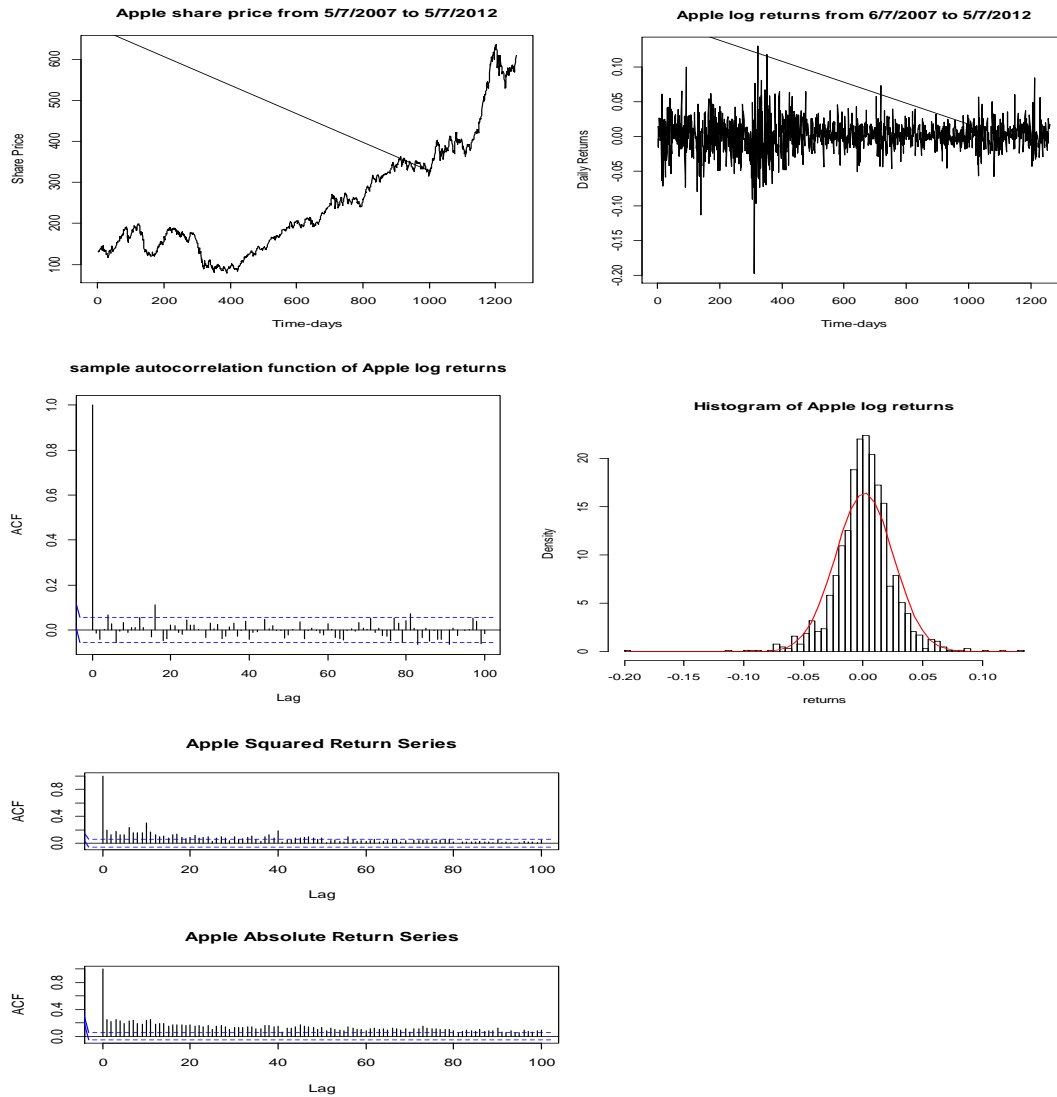 Apple share price from 5/7/2007 to 5/7/2012
Share Price
100 200 300 400 500 600
0 200 400 600 800 1000 1200
Time-days
Apple log returns from 6/7/2007 to 5/7/2012
Daily Returns
-0.20 -0.15 -0.10 -0.05 0.00 0.05 0.10
0 200 400 600 800 1000 1200
Time-days
sample autocorrelation function of Apple log returns
ACF
0.0 0.2 0.4 0.6 0.8 1.0
0 20 40 60 80 100
Lag
Histogram of Apple log returns
Density
0 5 10 15 20
-0.20 -0.15 -0.10 -0.05 0.00 0.05 0.10
returns
Apple Squared Return Series
ACF
0.0 0.4 0.8
0 20 40 60 80 100
Lag
Apple Absolute Return Series
ACF
0.0 0.4 0.8
0 20 40 60 80 100
Lag